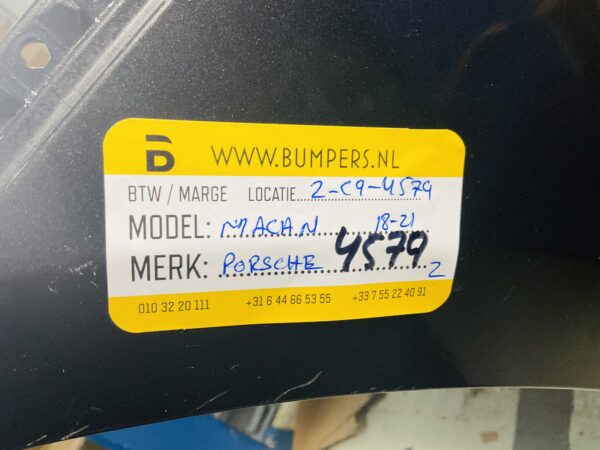 B WWW.BUMPERS.NL
BTW / MARGE LOCATIE 2-C9-4579
MODEL: MACAN 18-21
MERK: PORSCHE 4579 2
010 32 20 111 +31 6 44 66 53 55 +33 7 55 22 40 91